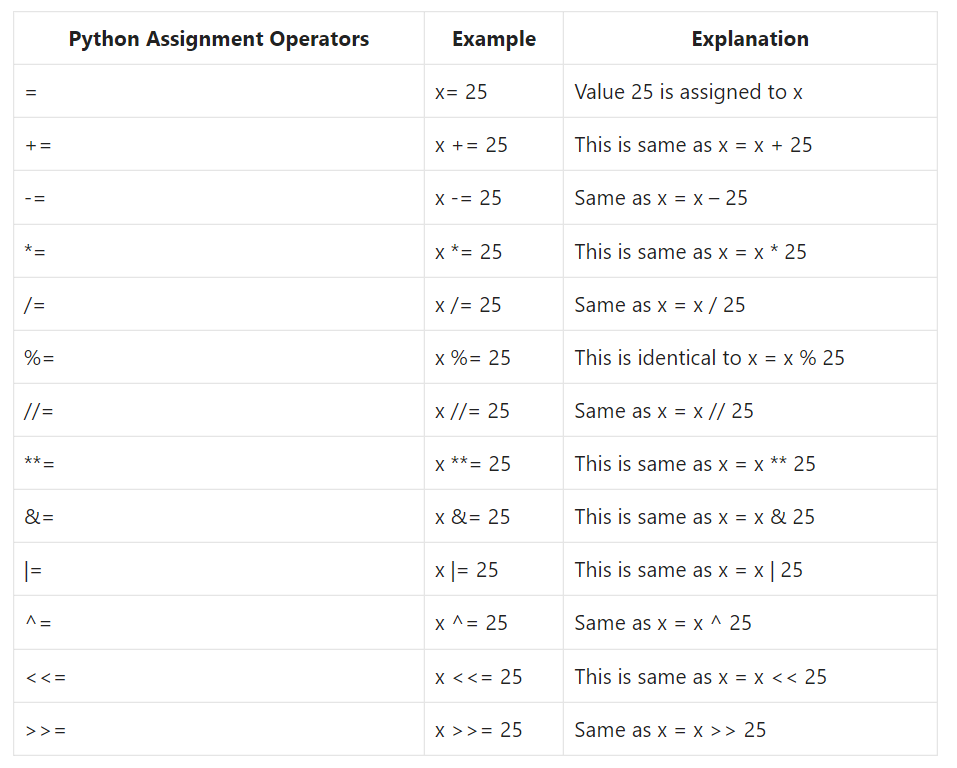 Python Assignment Operators Example Explanation
= x= 25 Value 25 is assigned to x
+= x += 25 This is same as x = x + 25
-= x -= 25 Same as x = x – 25
*= x *= 25 This is same as x = x * 25
/= x /= 25 Same as x = x / 25
%= x %= 25 This is identical to x = x % 25
//= x //= 25 Same as x = x // 25
**= x **= 25 This is same as x = x ** 25
&= x &= 25 This is same as x = x & 25
|= x |= 25 This is same as x = x | 25
^= x ^= 25 Same as x = x ^ 25
<<= x <<= 25 This is same as x = x << 25
>>= x >>= 25 Same as x = x >> 25